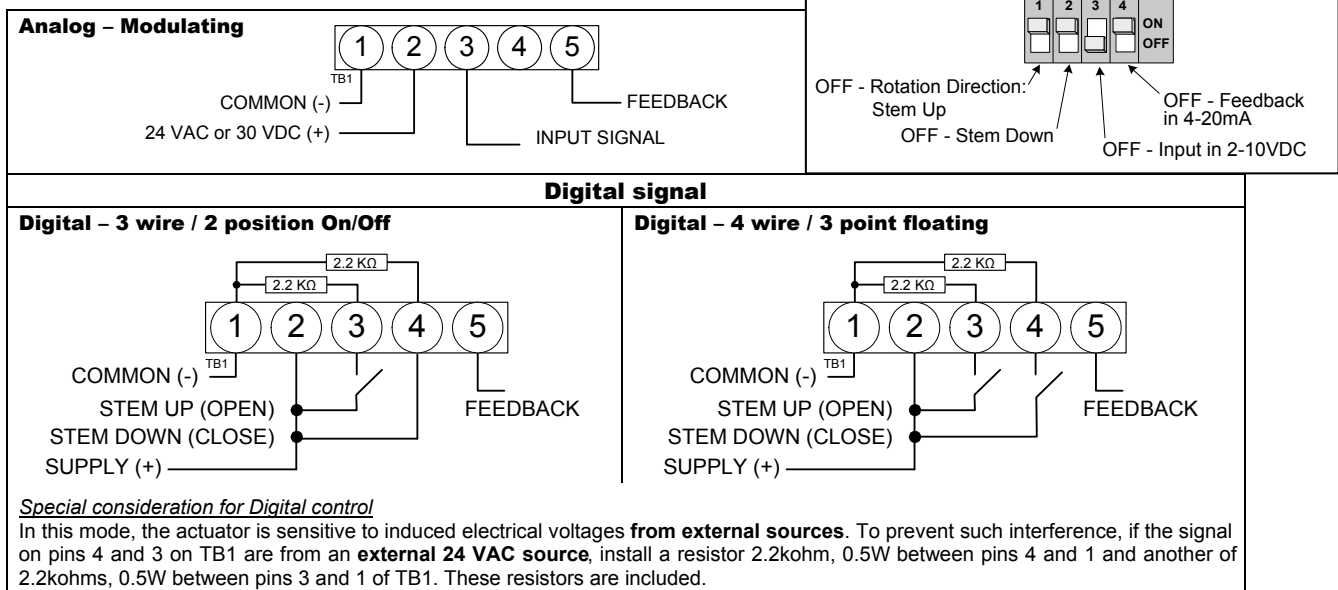 Analog – Modulating
1 2 3 4 5
TB1
COMMON (-)
24 VAC or 30 VDC (+)
INPUT SIGNAL
FEEDBACK
1 2 3 4
ON
OFF
OFF - Rotation Direction:
Stem Up
OFF - Stem Down
OFF - Feedback
in 4-20mA
OFF - Input in 2-10VDC
Digital signal
Digital – 3 wire / 2 position On/Off
2.2 KΩ
2.2 KΩ
1 2 3 4 5
TB1
COMMON (-)
STEM UP (OPEN)
STEM DOWN (CLOSE)
SUPPLY (+)
FEEDBACK
Digital – 4 wire / 3 point floating
2.2 KΩ
2.2 KΩ
1 2 3 4 5
TB1
COMMON (-)
STEM UP (OPEN)
STEM DOWN (CLOSE)
SUPPLY (+)
FEEDBACK
Special consideration for Digital control
In this mode, the actuator is sensitive to induced electrical voltages from external sources. To prevent such interference, if the signal
on pins 4 and 3 on TB1 are from an external 24 VAC source, install a resistor 2.2kohm, 0.5W between pins 4 and 1 and another of
2.2kohms, 0.5W between pins 3 and 1 of TB1. These resistors are included.